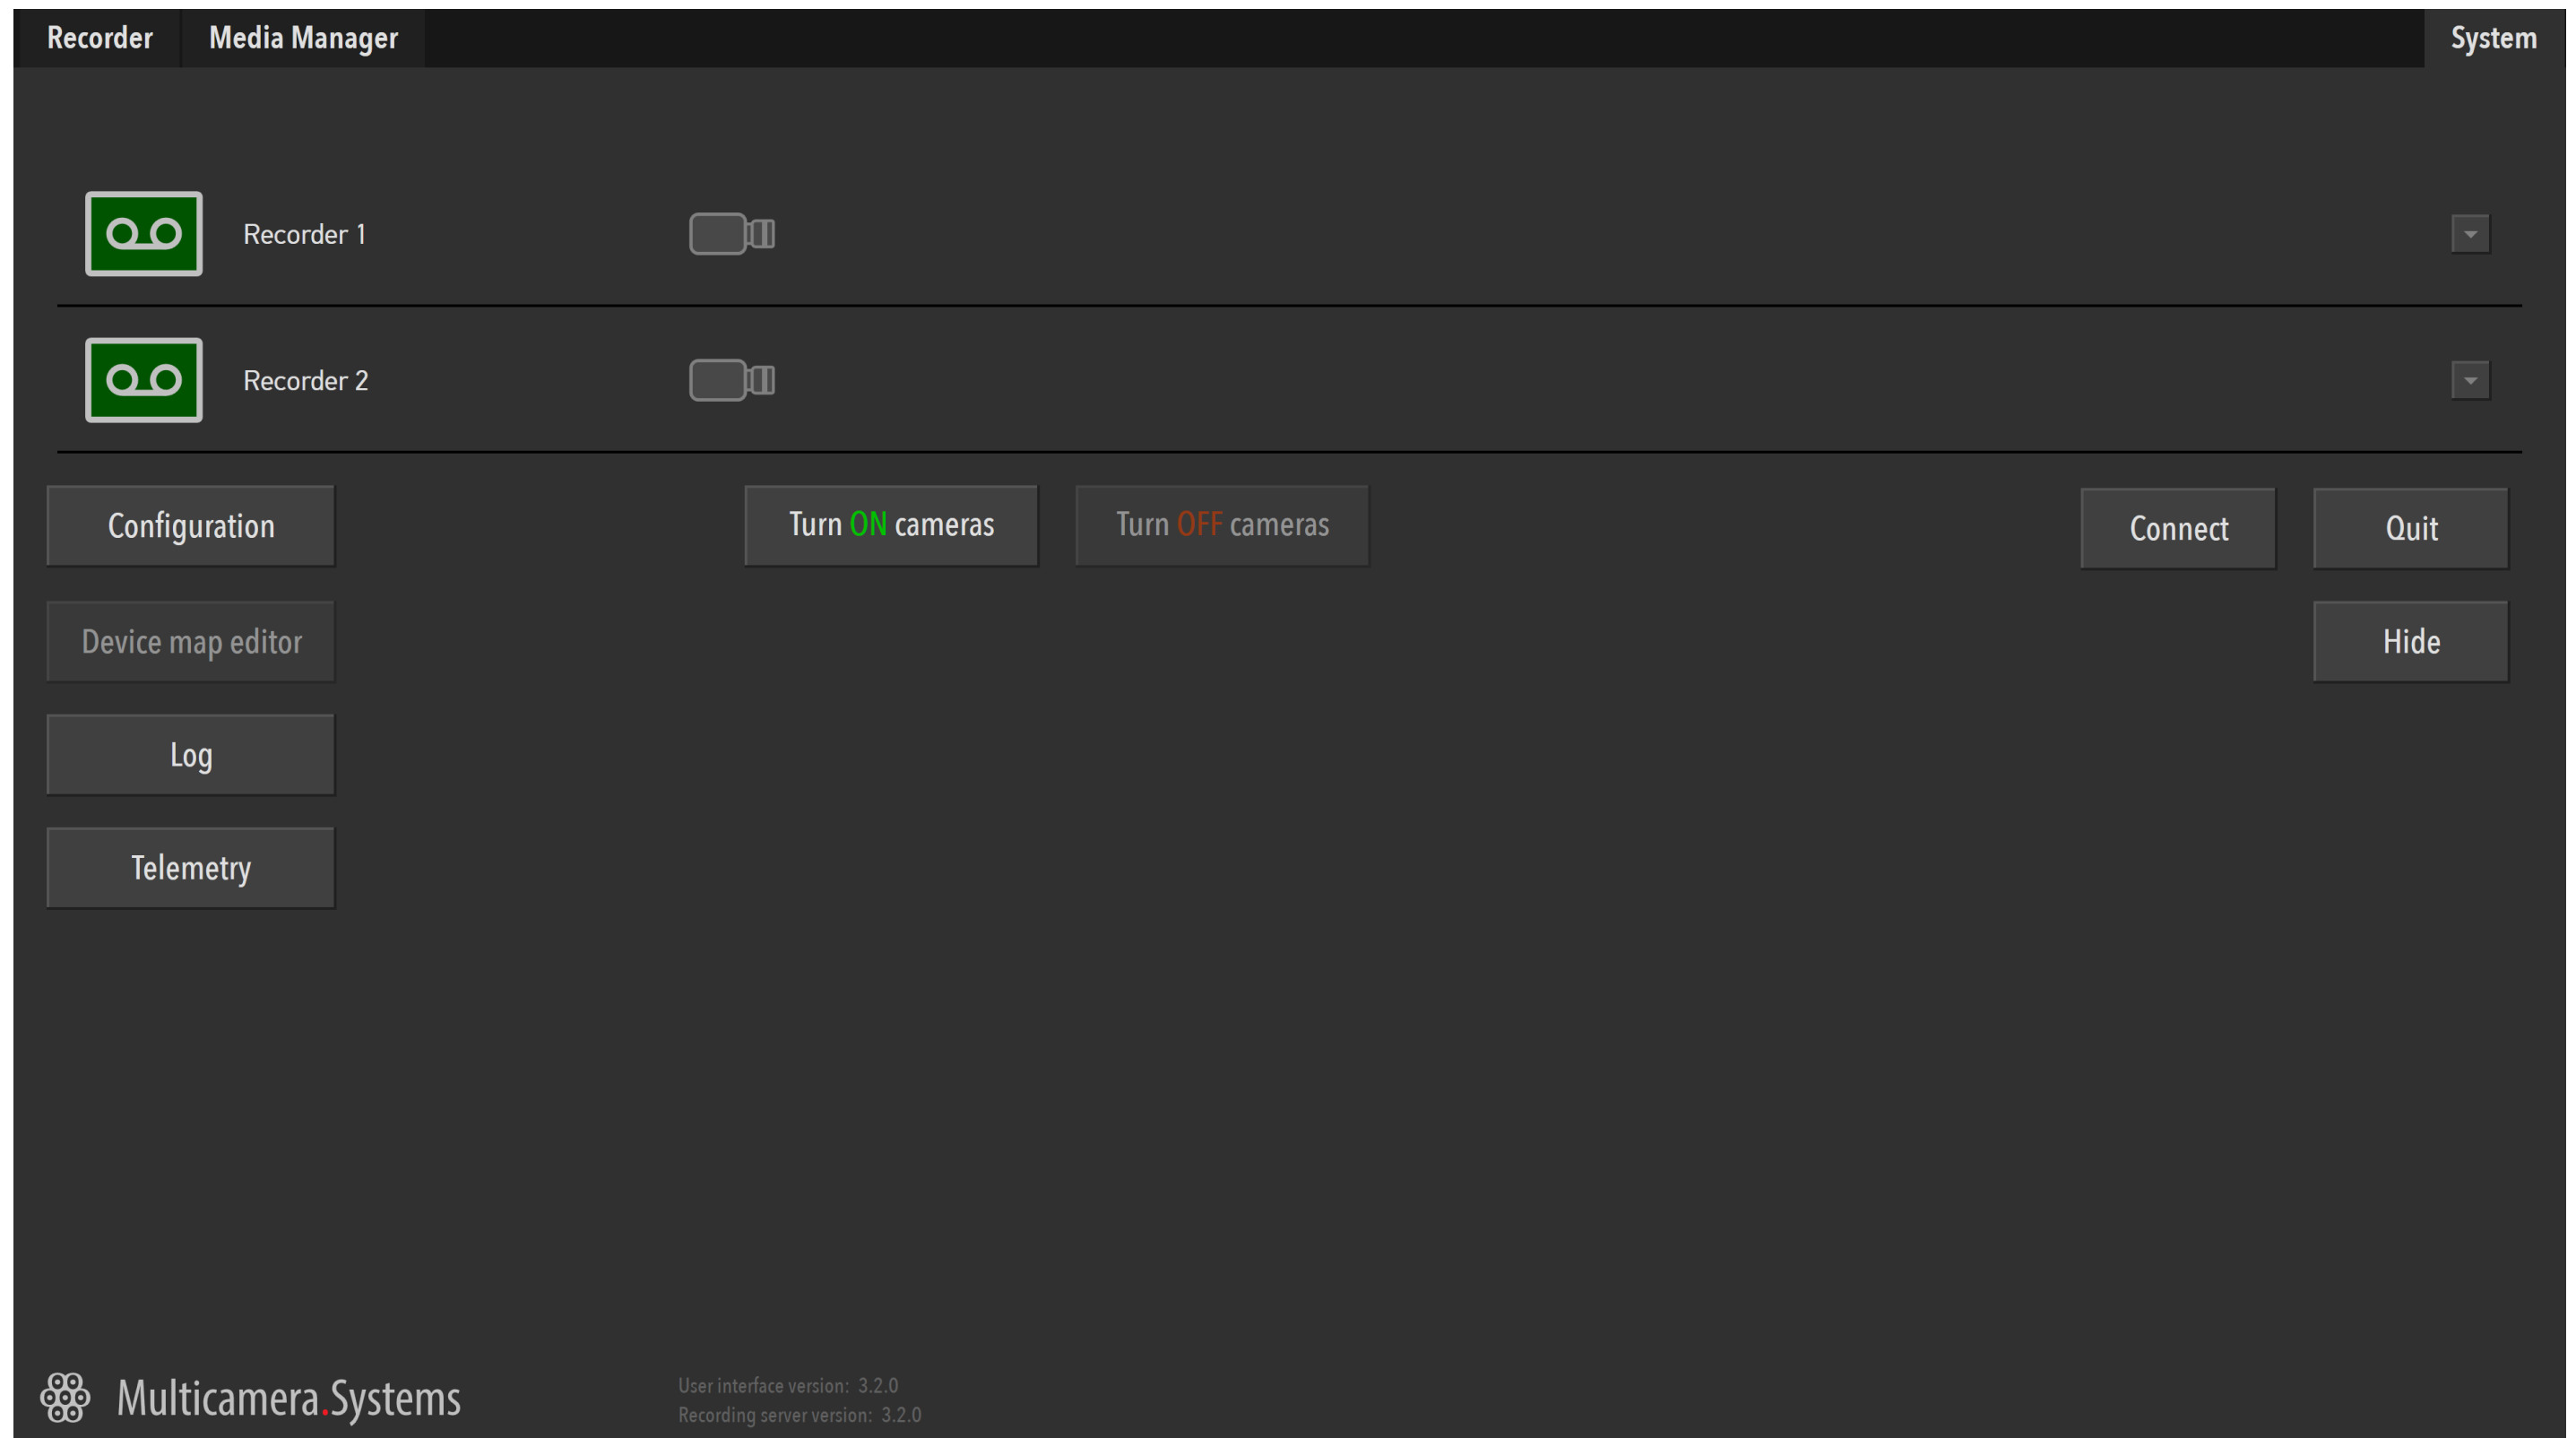 Recorder
Media Manager
System
Recorder 1
Recorder 2
Configuration
Turn ON cameras
Turn OFF cameras
Connect
Quit
Device map editor
Hide
Log
Telemetry
Multicamera.Systems
User interface version: 3.2.0
Recording server version: 3.2.0